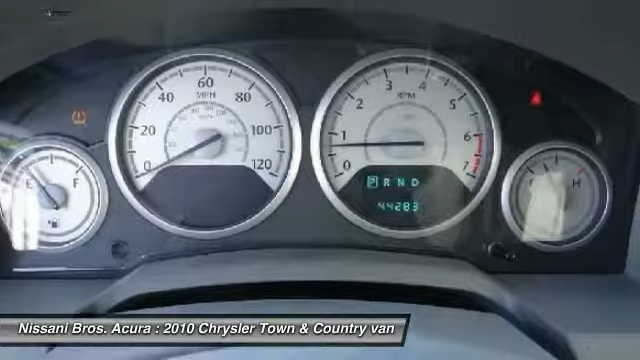 60
40
80
MPH
20
100
0
120
3
4
RPM
2
5
1
6
0
7
E
F
H
P R N D
44283
Nissani Bros. Acura : 2010 Chrysler Town & Country van